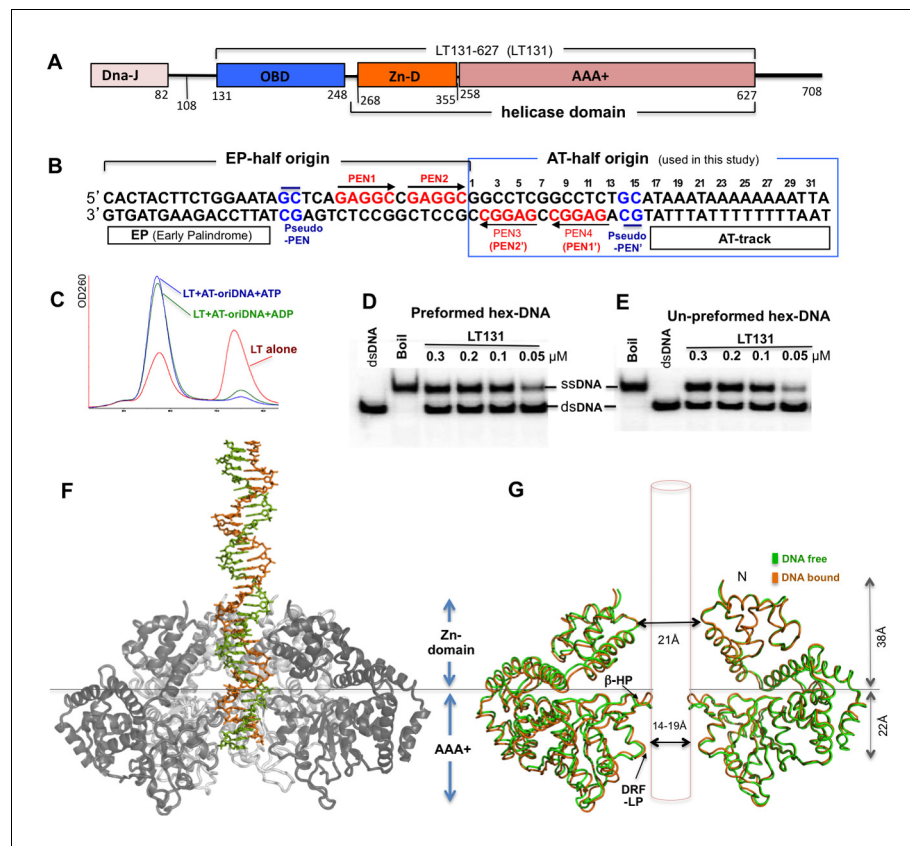 A
LT131-627 (LT131)
Dna-J
OBD
Zn-D
AAA+
82
108
131
248
268
355
258
627
708
helicase domain
B
EP-half origin
AT-half origin (used in this study)
PEN1
PEN2
1 3 5 7 9 11 13 15 17 19 21 23 25 27 29 31
5' CACTACTTCTGGAATAGCTCAGAGGCCGAGGCGGCCTCGGCCTCTGCATAAATAAAAAAAATTA
3' GTGATGAAGACCTTATCGAGTCTCCGGCTCCGCCGGAGCCGGAGACGTATTTATTTTTTTTAAT
EP (Early Palindrome)
Pseudo
-PEN
PEN3
(PEN2')
PEN4
(PEN1')
Pseudo
-PEN'
AT-track
C
OD260
LT+AT-oriDNA+ATP
LT+AT-oriDNA+ADP
LT alone
D
Preformed hex-DNA
dsDNA
Boil
LT131
0.3 0.2 0.1 0.05 μM
ssDNA
dsDNA
E
Un-preformed hex-DNA
Boil
dsDNA
LT131
0.3 0.2 0.1 0.05 μM
F
Zn-
domain
AAA+
G
DNA free
DNA bound
N
21Å
38Å
β-HP
14-19Å
22Å
DRF
-LP